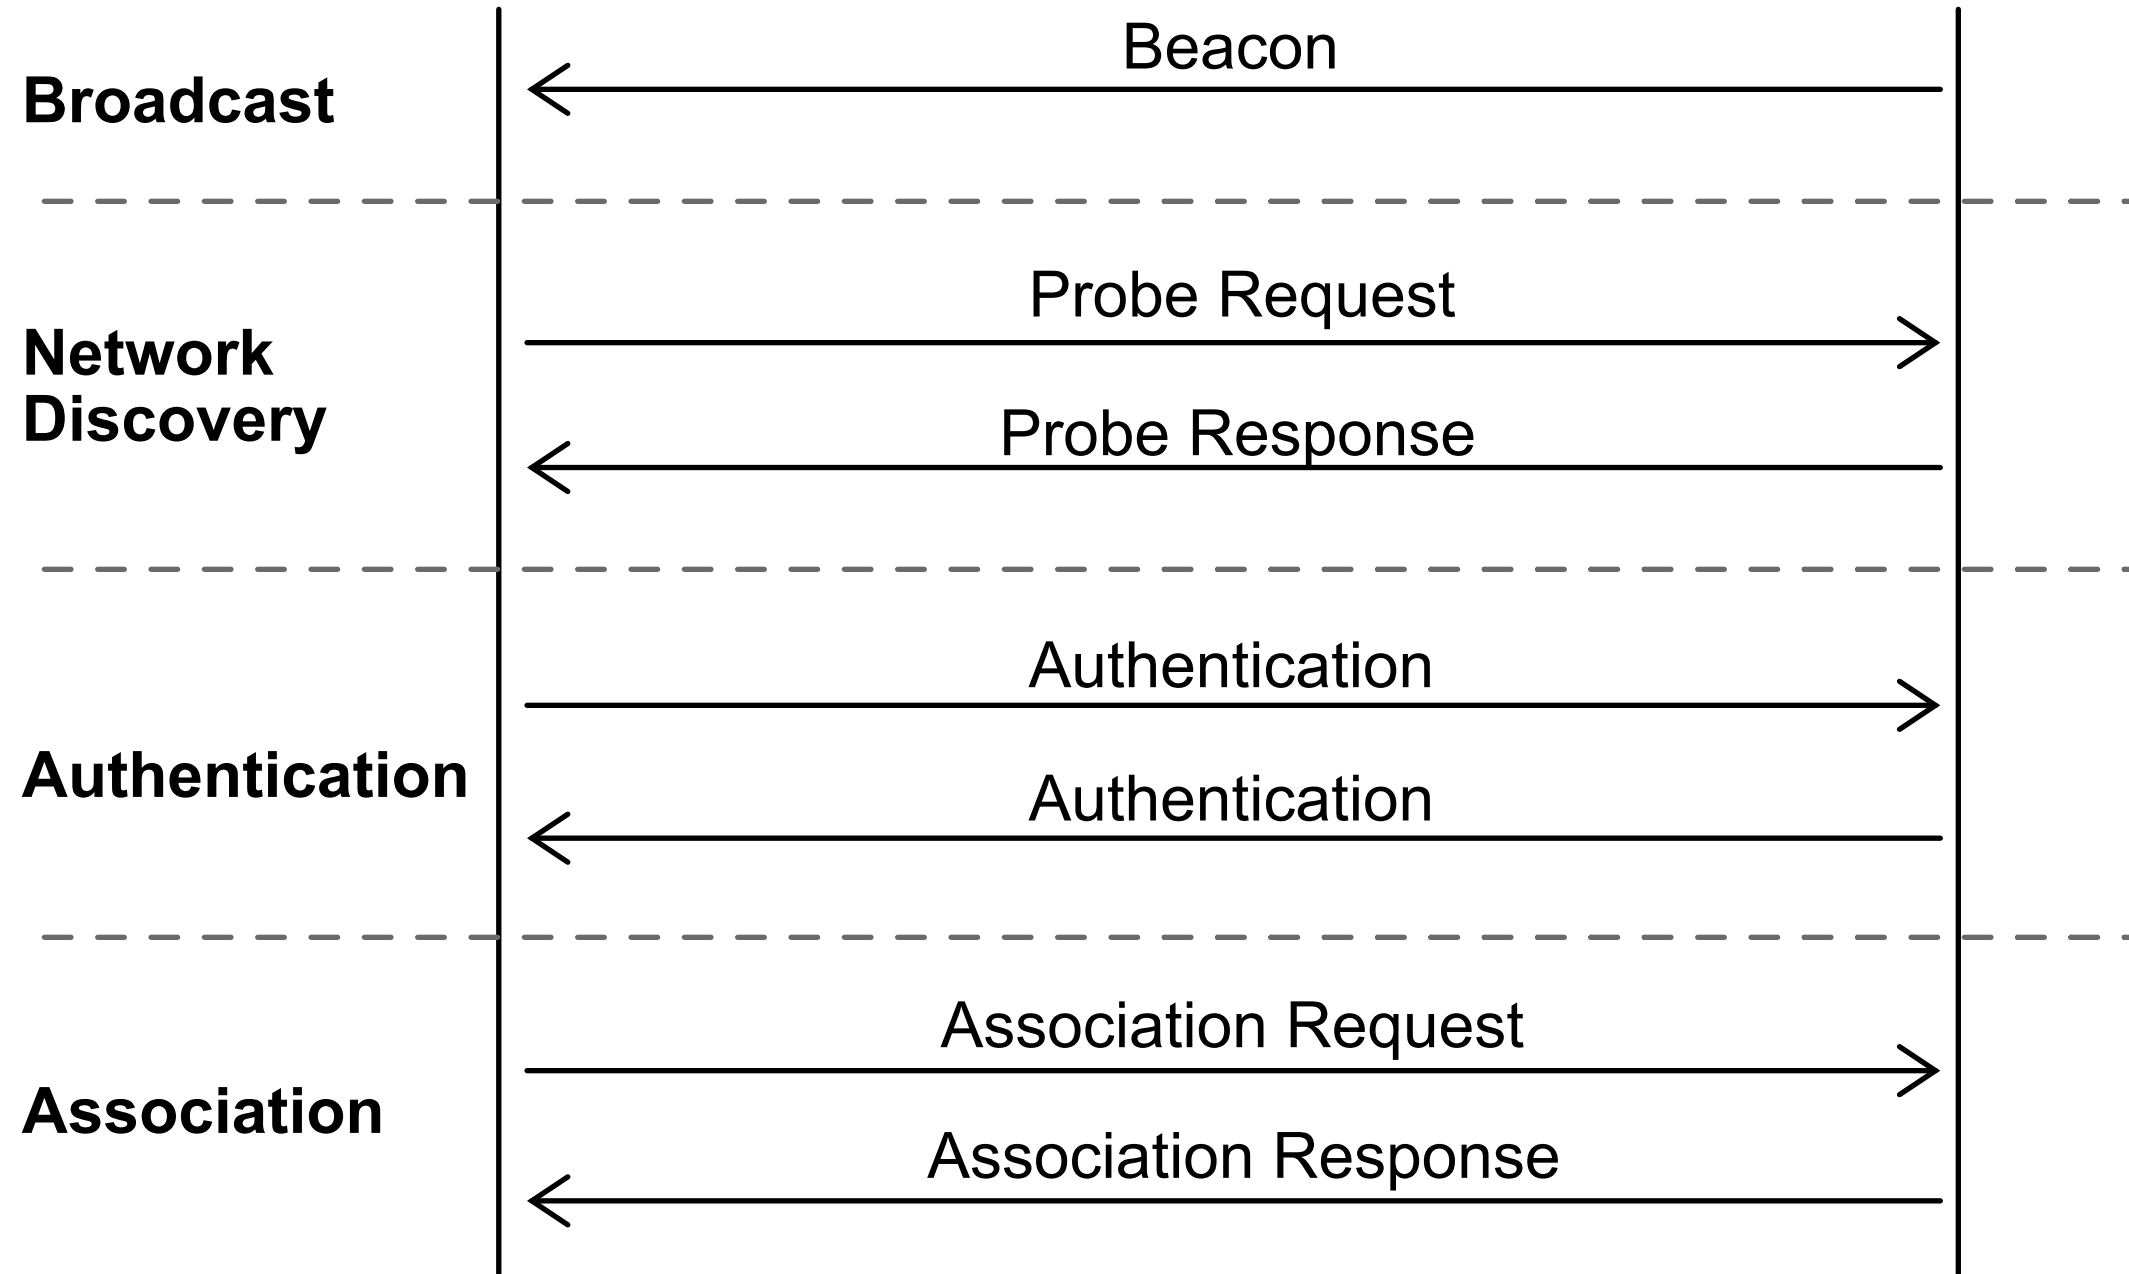 Beacon
Broadcast
Probe Request
Network
Discovery
Probe Response
Authentication
Authentication
Authentication
Association Request
Association
Association Response